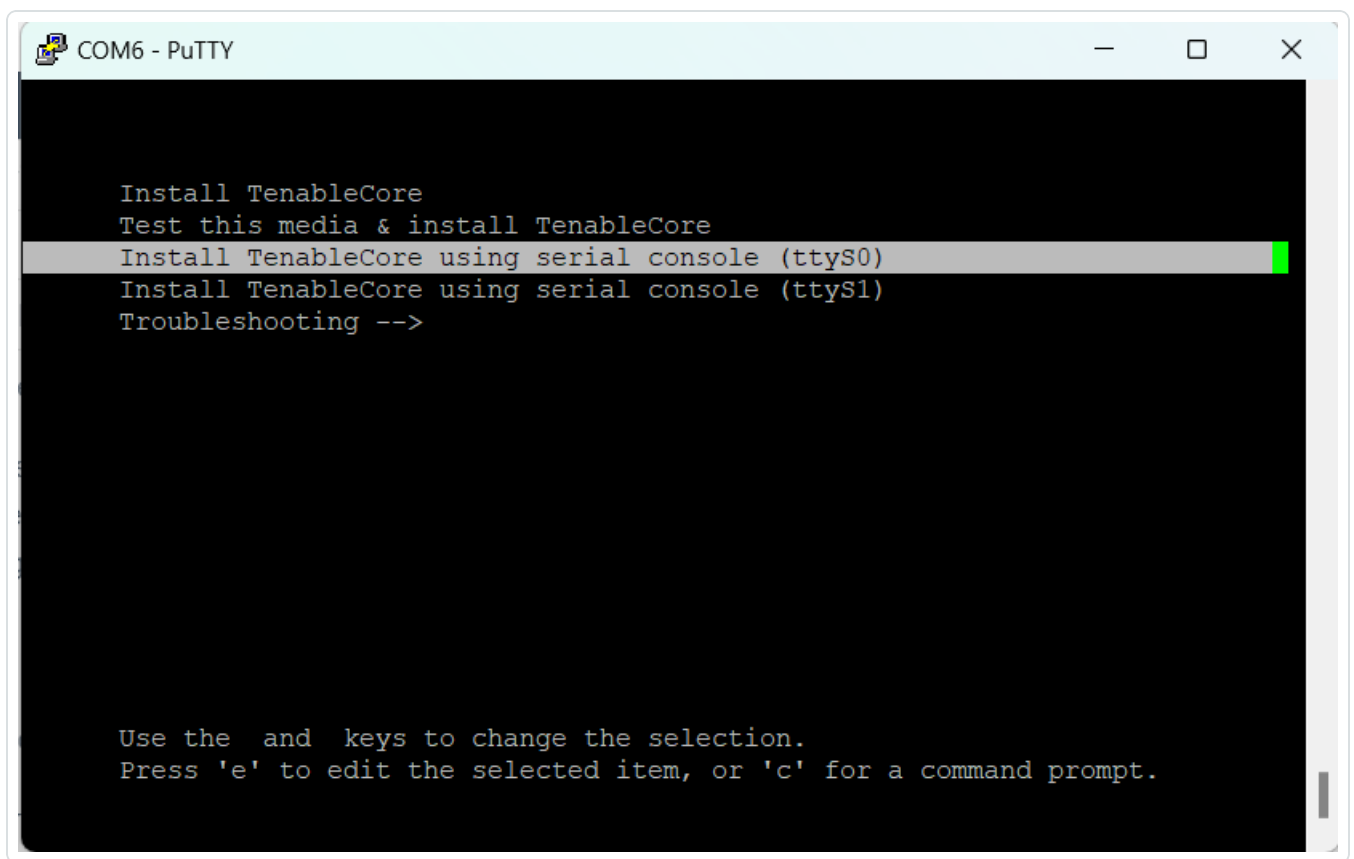 COM6 - PuTTY
Install TenableCore
Test this media & install TenableCore
Install TenableCore using serial console (ttyS0)
Install TenableCore using serial console (ttyS1)
Troubleshooting -->
Use the  and  keys to change the selection.
Press 'e' to edit the selected item, or 'c' for a command prompt.